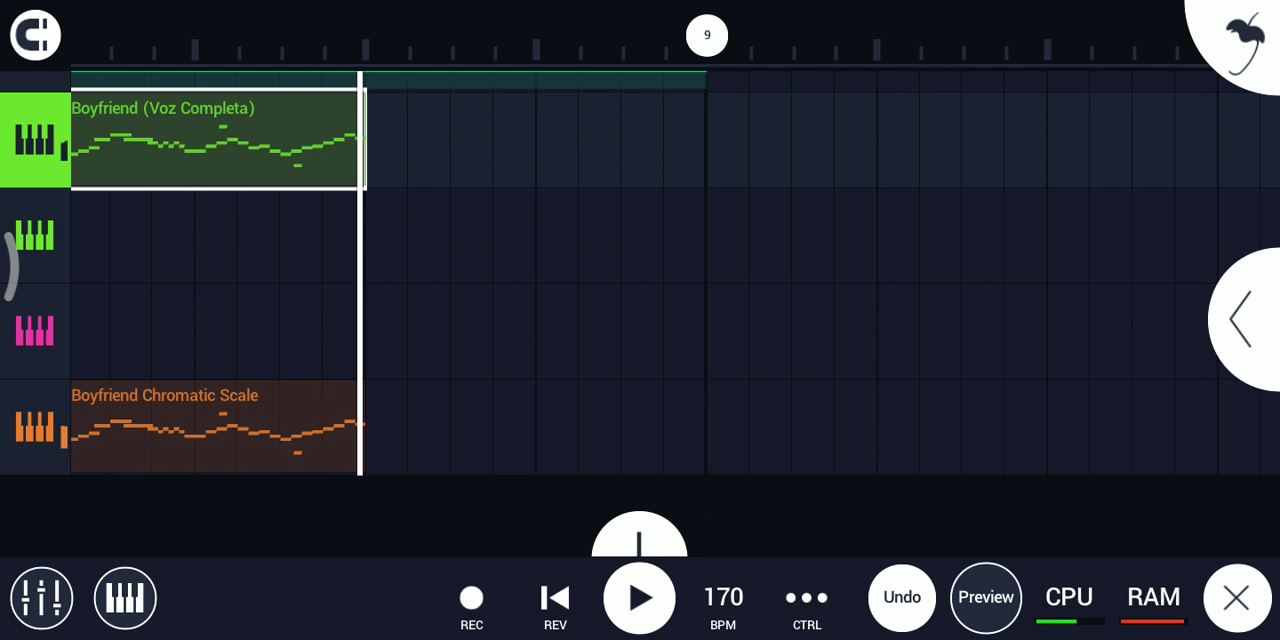 9
Boyfriend (Voz Completa)
Boyfriend Chromatic Scale
REC
REV
170
BPM
CTRL
Undo
Preview
CPU
RAM